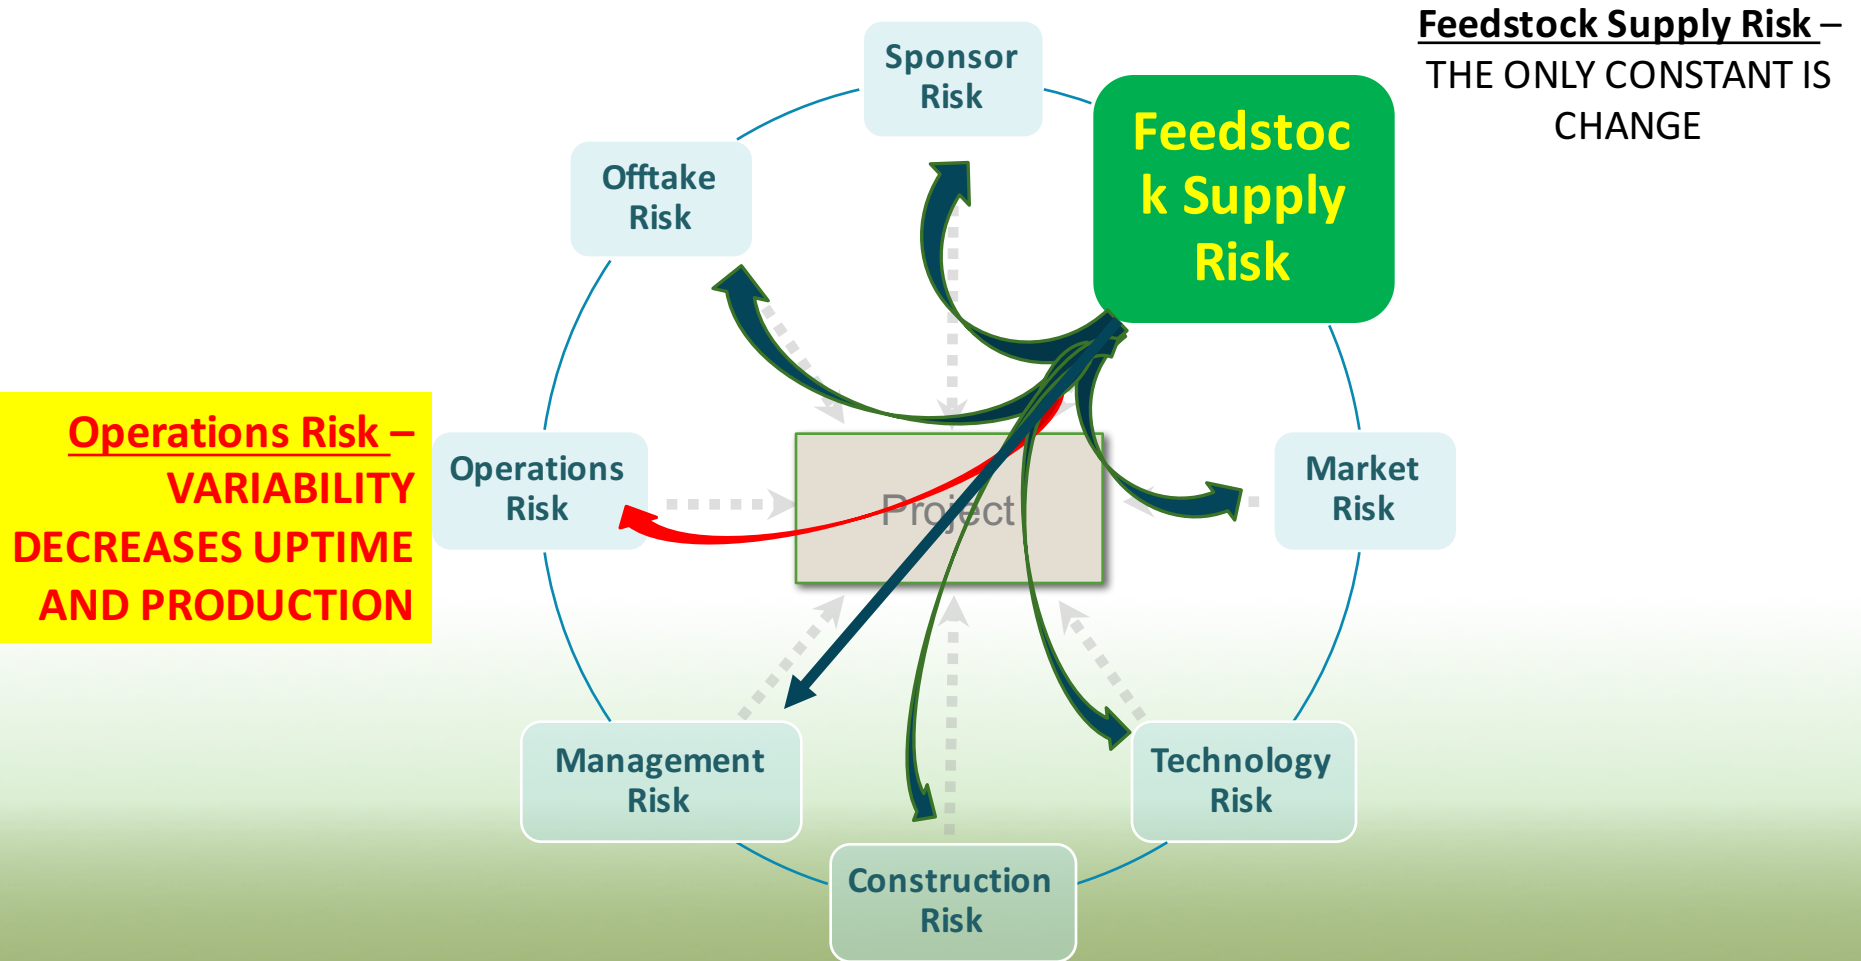 Feedstock Supply Risk –
THE ONLY CONSTANT IS
CHANGE
Sponsor
Risk
Feedstoc
k Supply
Risk
Offtake
Risk
Operations Risk –
VARIABILITY
DECREASES UPTIME
AND PRODUCTION
Operations
Risk
Project
Market
Risk
Management
Risk
Technology
Risk
Construction
Risk